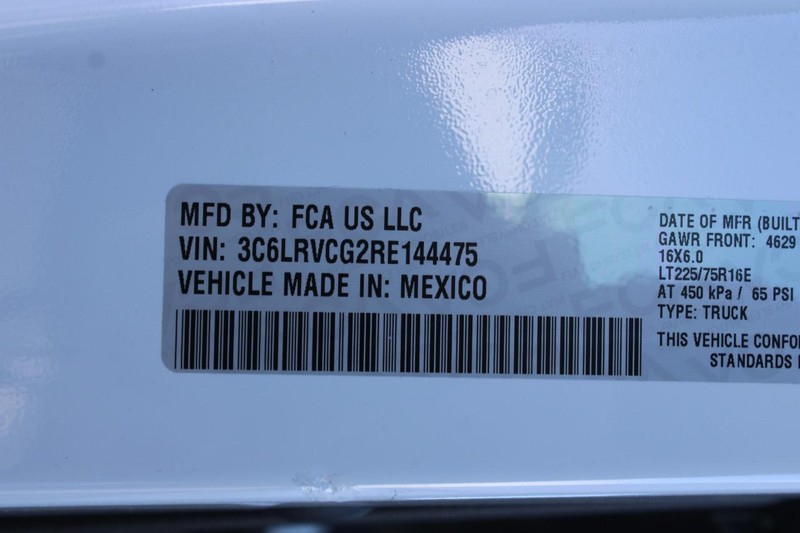 MFD BY: FCA US LLC
VIN: 3C6LRVCG2RE144475
VEHICLE MADE IN: MEXICO
DATE OF MFR (BUILT
GAWR FRONT: 4629
16X6.0
LT225/75R16E
AT 450 kPa / 65 PSI
TYPE: TRUCK
THIS VEHICLE CONFO
STANDARDS I